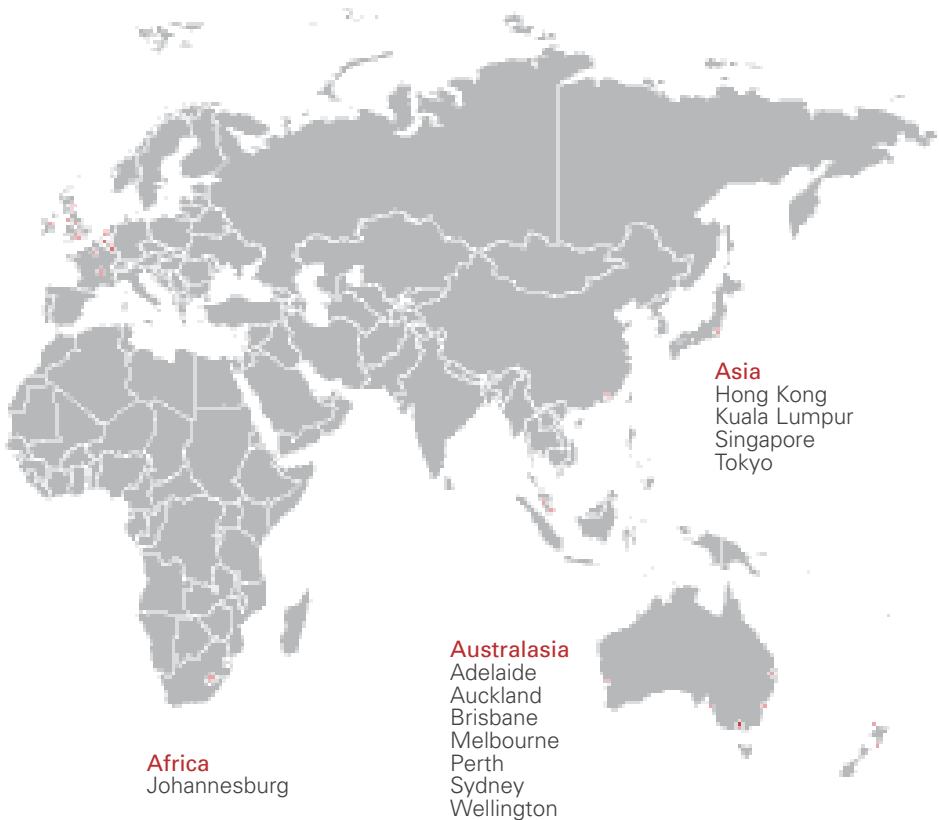 Asia
Hong Kong
Kuala Lumpur
Singapore
Tokyo
Australasia
Adelaide
Auckland
Brisbane
Melbourne
Perth
Sydney
Wellington
Africa
Johannesburg